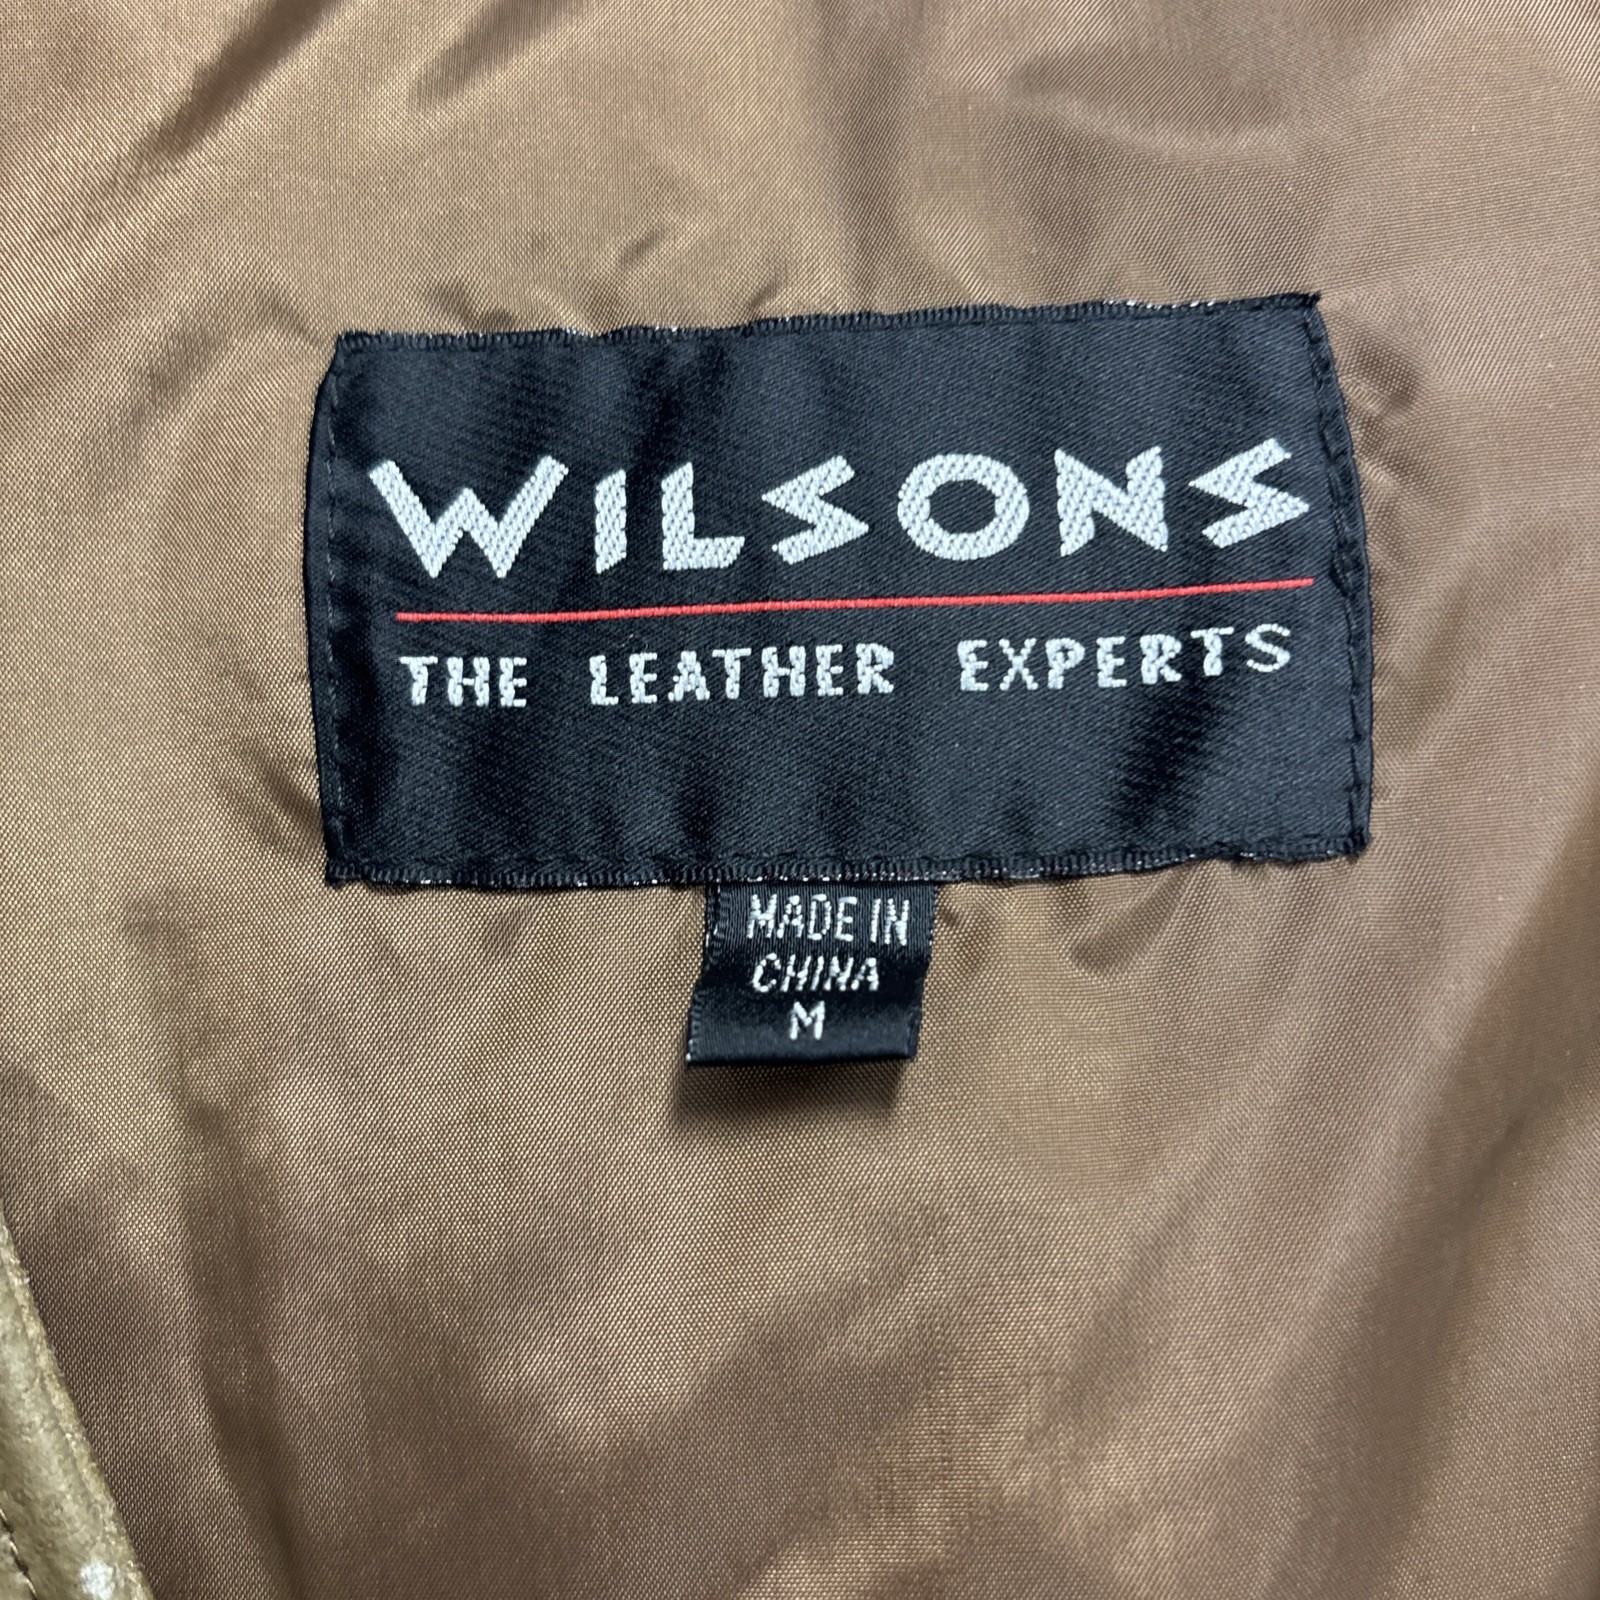 WILSONS
THE LEATHER EXPERTS
MADE IN
CHINA
M